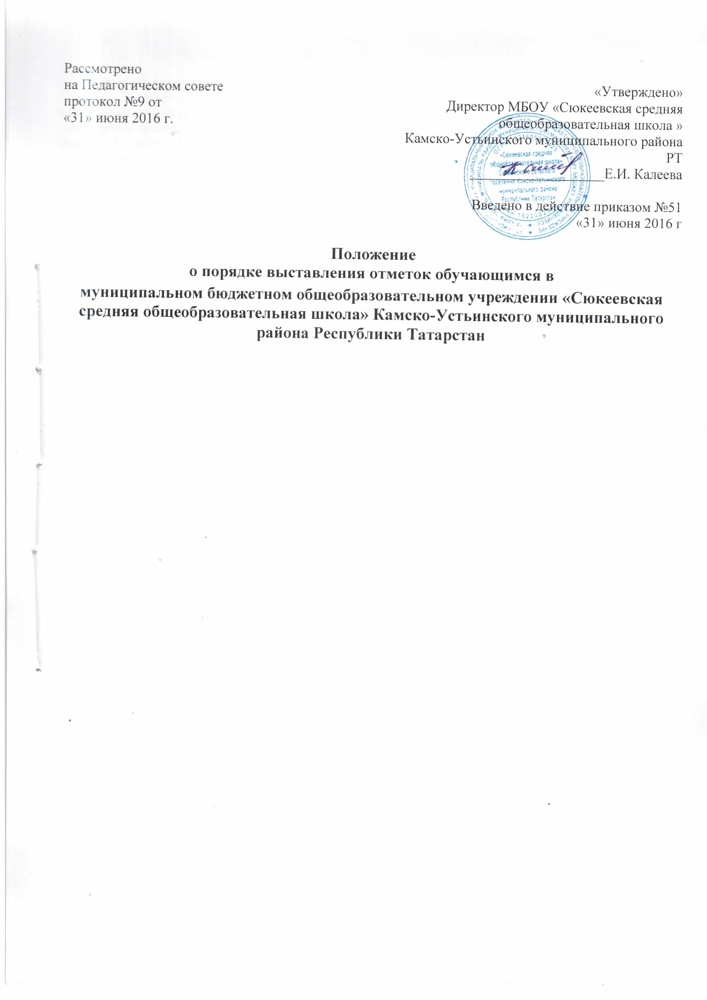 Рассмотрено
на Педагогическом совете
протокол №9 от
«31» июня 2016 г.
«Утверждено»
Директор МБОУ «Сюкеевская средняя
общеобразовательная школа »
Камско-Устьинского муниципального района
РТ
Е.И. Калеева
«Сюкеевская средняя
общеобразовательная школа»
сельского
поселения Камско-Устьинского
муниципального района
Республики Татарстан
Введено в действие приказом №51
«31» июня 2016 г
Положение
о порядке выставления отметок обучающимся в
муниципальном бюджетном общеобразовательном учреждении «Сюкеевская
средняя общеобразовательная школа» Камско-Устьинского муниципального
района Республики Татарстан